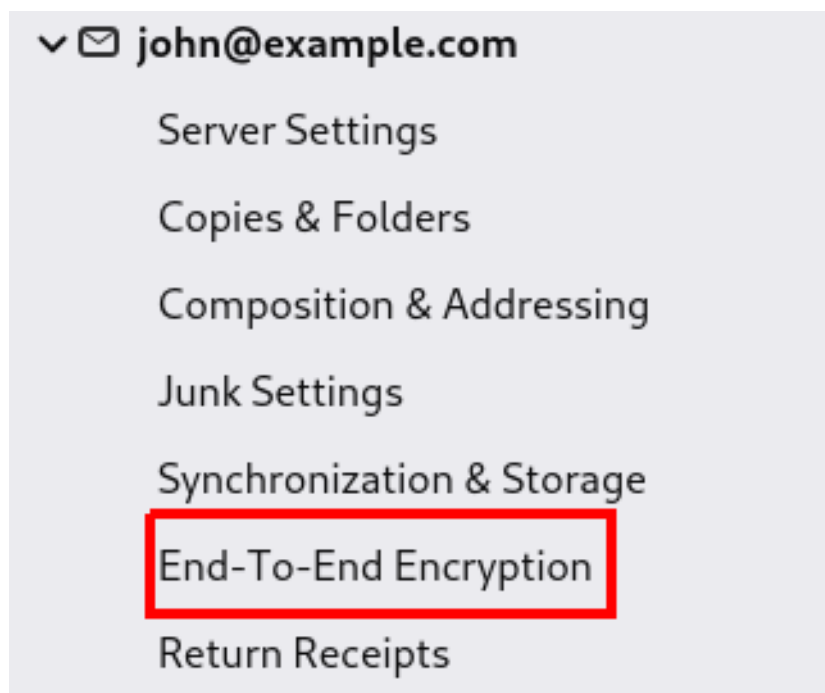 john@example.com
Server Settings
Copies & Folders
Composition & Addressing
Junk Settings
Synchronization & Storage
End-To-End Encryption
Return Receipts